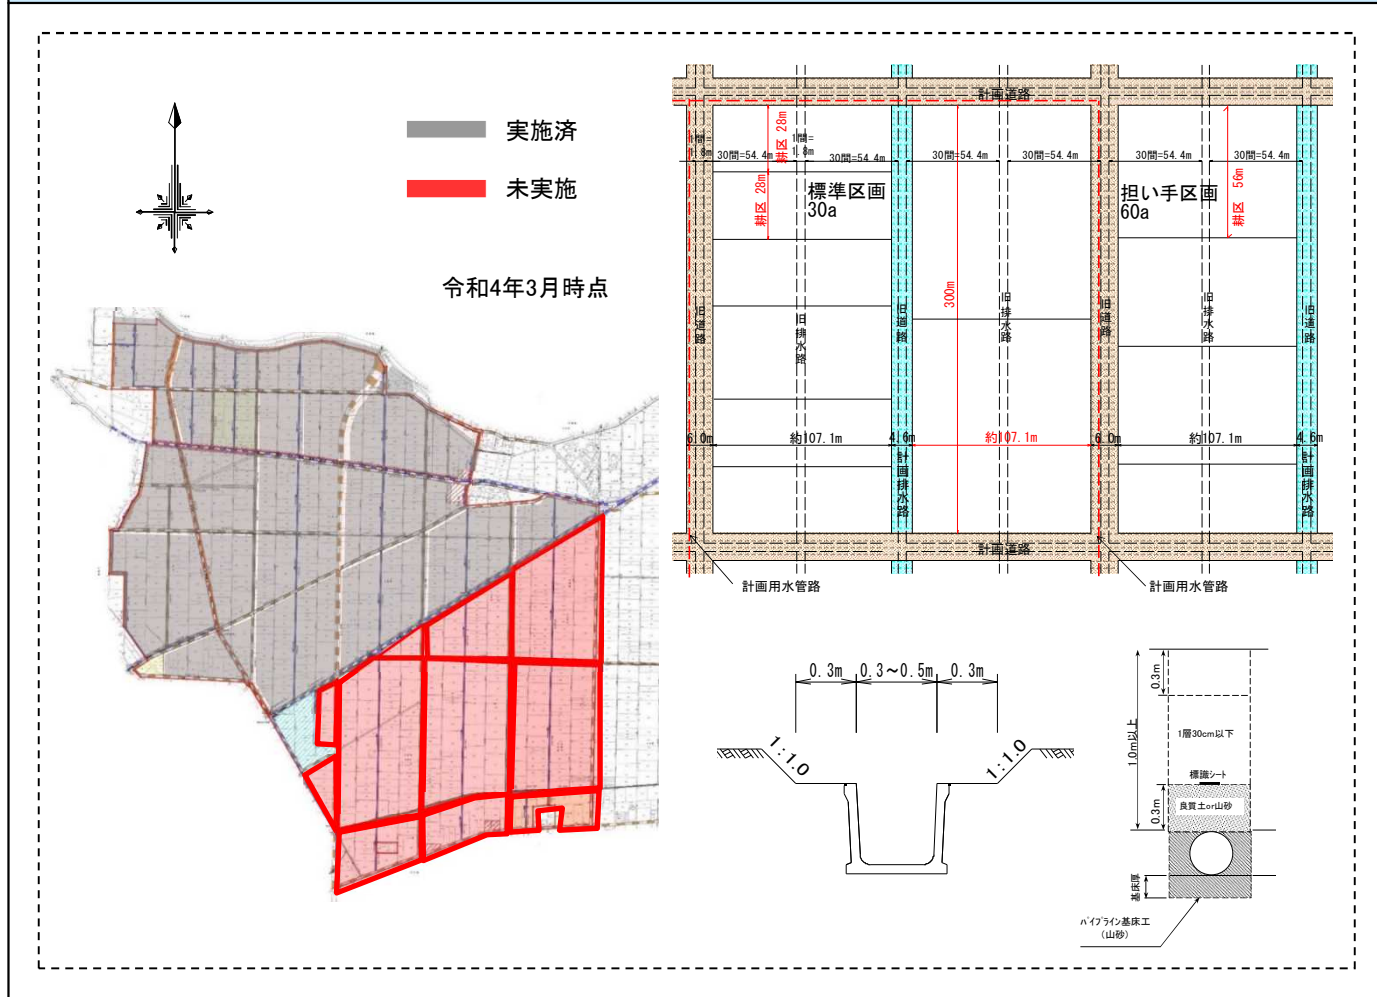 実施済
未実施
令和4年3月時点
計画道路
1間=
1.8m
30間=54.4m
耕区 28m
1間=
1.8m
30間=54.4m
30間=54.4m
30間=54.4m
30間=54.4m
30間=54.4m
耕区 28m
標準区画
30a
担い手区画
60a
耕区 56m
300m
旧道路
旧排水路
旧道路
旧排水路
旧道路
旧排水路
旧道路
6.0m
約107.1m
4.6m
約107.1m
6.0m
約107.1m
4.6m
計画排水路
計画排水路
計画道路
計画用水管路
計画用水管路
0.3m
0.3~0.5m
0.3m
1:1.0
1:1.0
0.3m
1.0m以上
1層30cm以下
標識シート
良質土or山砂
0.3m
基床厚
パイプライン基床工
(山砂)